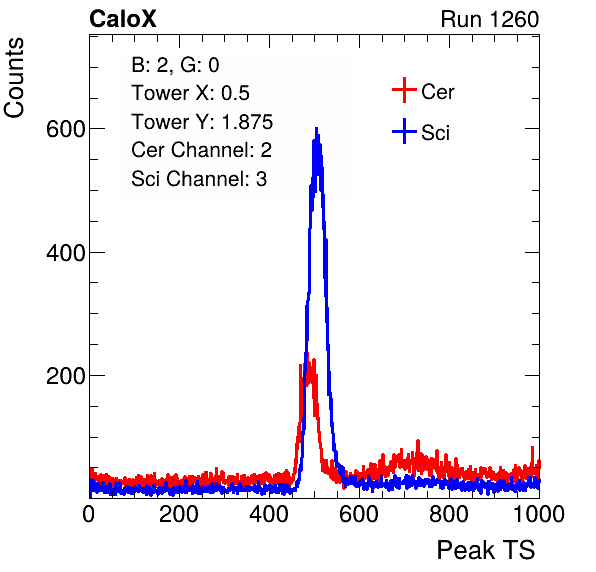 CaloX
Run 1260
Counts
B: 2, G: 0
Tower X: 0.5
Tower Y: 1.875
Cer Channel: 2
Sci Channel: 3
Cer
Sci
600
400
200
0 200 400 600 800 1000
Peak TS